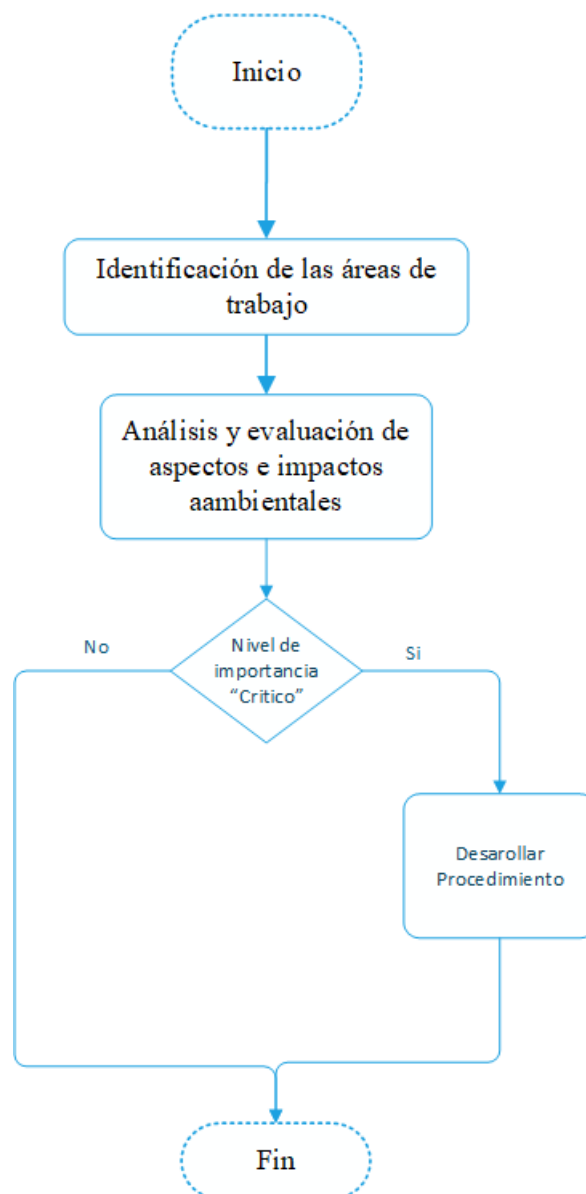 Inicio
Identificación de las áreas de
trabajo
Análisis y evaluación de
aspectos e impactos
aambientales
No
Nivel de
importancia
“Critico”
Si
Desarollar
Procedimiento
Fin